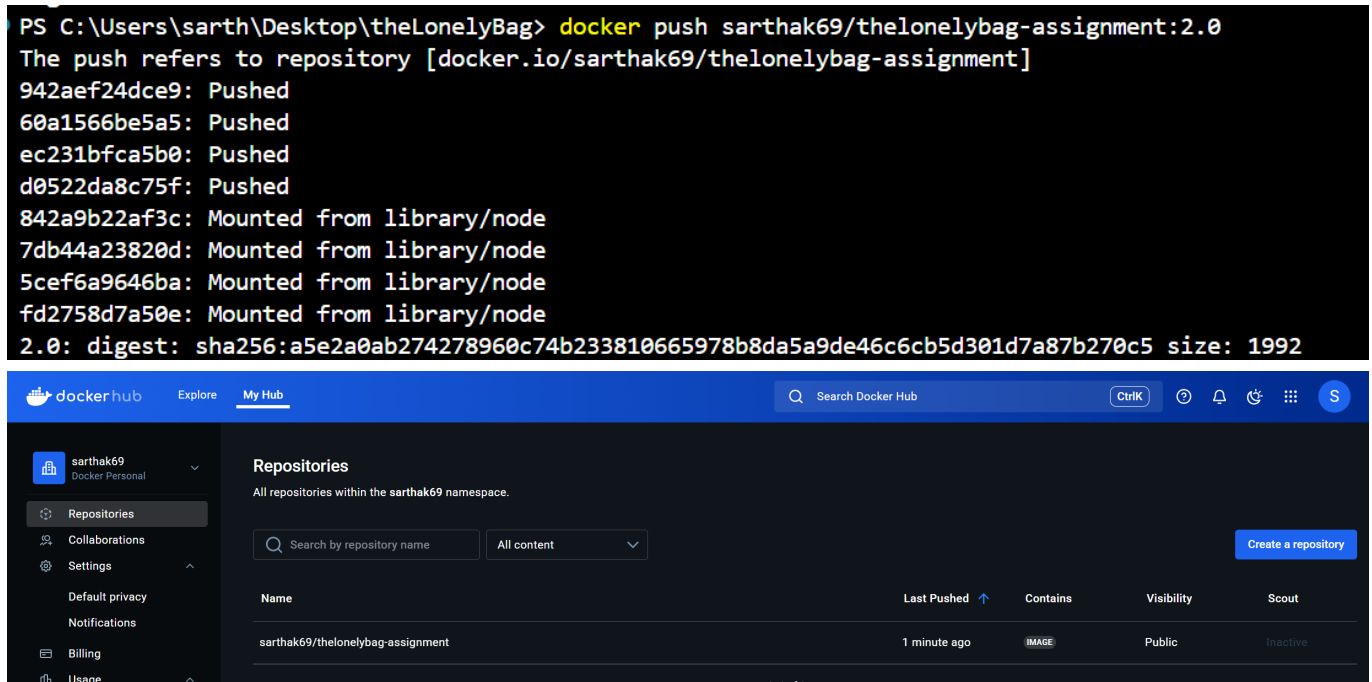 PS C:\Users\sarth\Desktop\theLonelyBag> docker push sarthak69/thelonelybag-assignment:2.0
The push refers to repository [docker.io/sarthak69/thelonelybag-assignment]
942aef24dce9: Pushed
60a1566be5a5: Pushed
ec231bfca5b0: Pushed
d0522da8c75f: Pushed
842a9b22af3c: Mounted from library/node
7db44a23820d: Mounted from library/node
5cef6a9646ba: Mounted from library/node
fd2758d7a50e: Mounted from library/node
2.0: digest: sha256:a5e2a0ab274278960c74b233810665978b8da5a9de46c6cb5d301d7a87b270c5 size: 1992
dockerhub Explore My Hub Search Docker Hub CtrlK S
sarthak69
Docker Personal
Repositories
Collaborations
Settings
Default privacy
Notifications
Billing
Usage
Repositories
All repositories within the sarthak69 namespace.
Search by repository name All content Create a repository
Name Last Pushed Contains Visibility Scout
sarthak69/thelonelybag-assignment 1 minute ago IMAGE Public Inactive